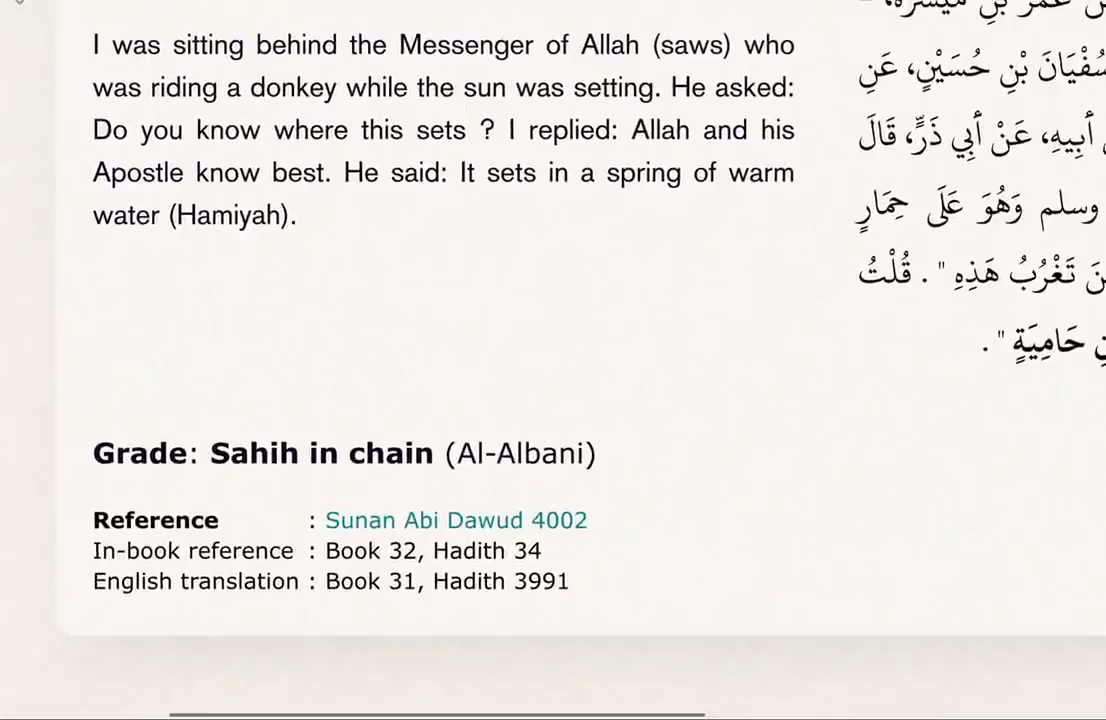 I was sitting behind the Messenger of Allah (saws) who
was riding a donkey while the sun was setting. He asked:
Do you know where this sets ? I replied: Allah and his
Apostle know best. He said: It sets in a spring of warm
water (Hamiyah).
سُفْيَانَ بْنِ حُسَيْنٍ، عَنِ
أَبِيهِ، عَنْ أَبِي ذَرٍّ، قَالَ
وسلم وَهُوَ عَلَى حِمَارٍ
تَغْرُبُ هَذِهِ " . قُلْتُ
حَامِيَةٍ " .
Grade: Sahih in chain (Al-Albani)
Reference : Sunan Abi Dawud 4002
In-book reference : Book 32, Hadith 34
English translation : Book 31, Hadith 3991